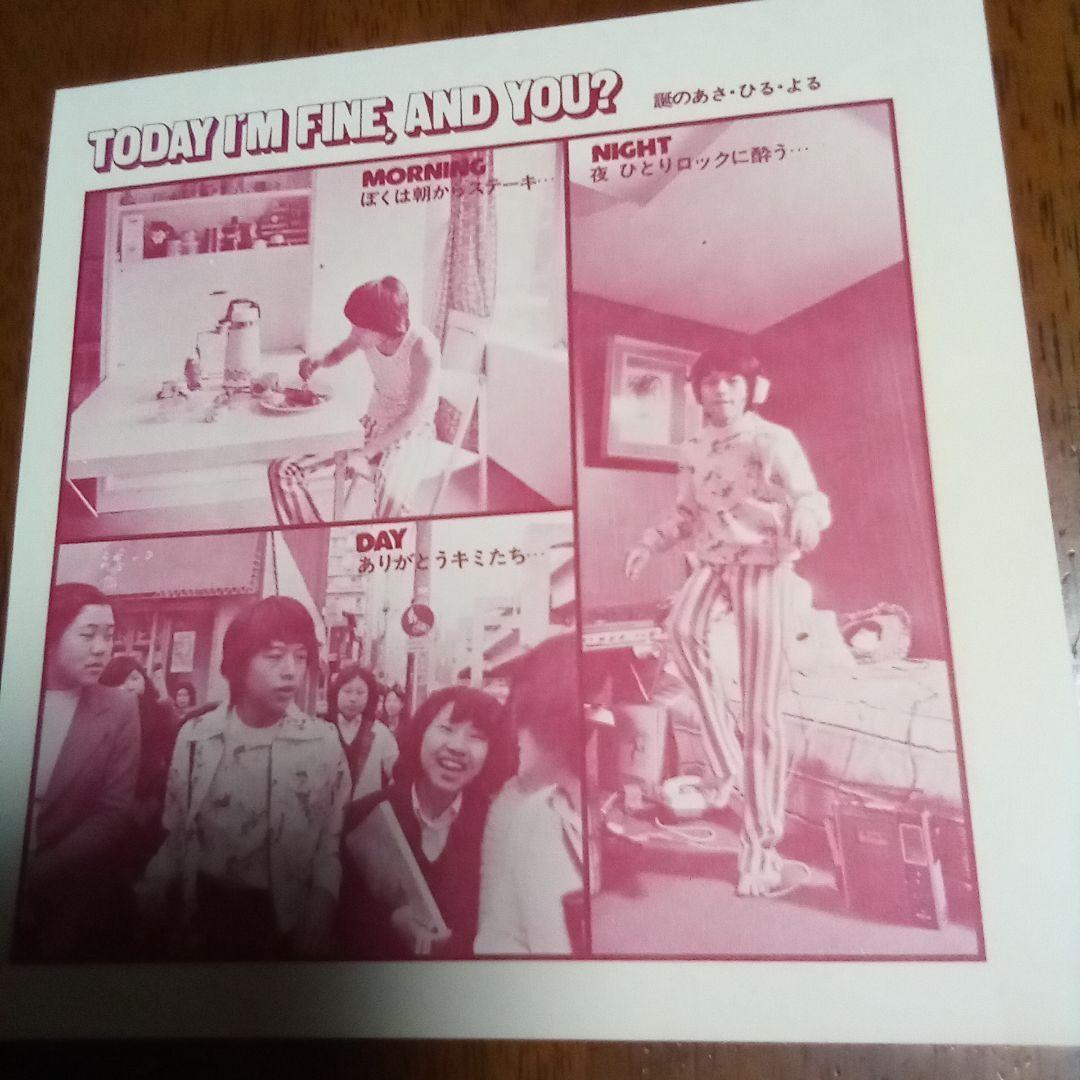 TODAY I'M FINE, AND YOU?
誕のあさ・ひる・よる
MORNING
ぼくは朝からステーキ…
NIGHT
夜 ひとりロックに酔う…
DAY
ありがとうキミたち…